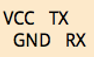 VCC TX
GND RX